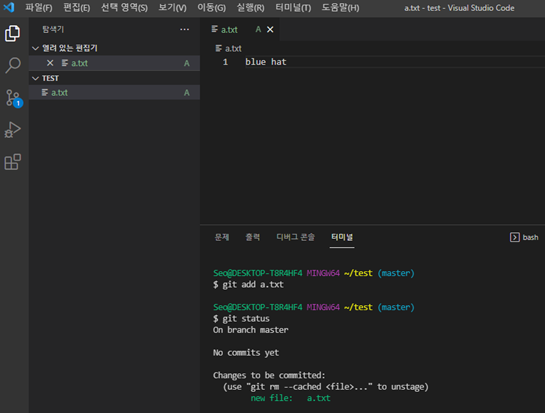 파일(F) 편집(E) 선택 영역(S) 보기(V) 이동(G) 실행(R) 터미널(T) 도움말(H) a.txt - test - Visual Studio Code
탐색기 ...
열려 있는 편집기
a.txt A
TEST
a.txt A
1
a.txt A
a.txt
1 blue hat
문제 출력 디버그 콘솔 터미널 bash
Seo@DESKTOP-T8R4HF4 MINGW64 ~/test (master)
$ git add a.txt
Seo@DESKTOP-T8R4HF4 MINGW64 ~/test (master)
$ git status
On branch master
No commits yet
Changes to be committed:
(use "git rm --cached <file>..." to unstage)
new file: a.txt